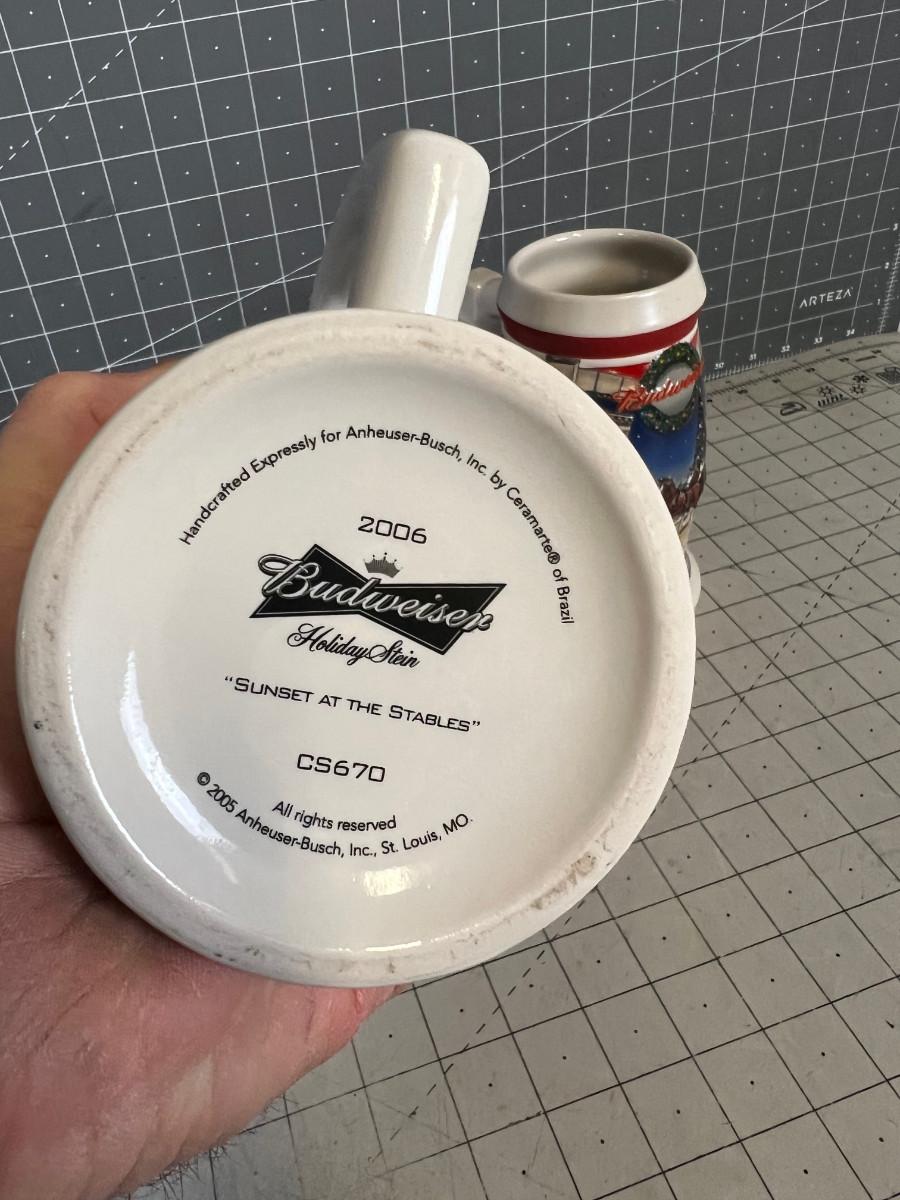 Handcrafted Expressly for Anheuser-Busch, Inc. by Ceramarte® of Brazil
2006
Budweiser
Holiday Stein
“SUNSET AT THE STABLES”
CS670
All rights reserved
© 2005 Anheuser-Busch, Inc., St. Louis, MO.
Budweiser
ARTEZA